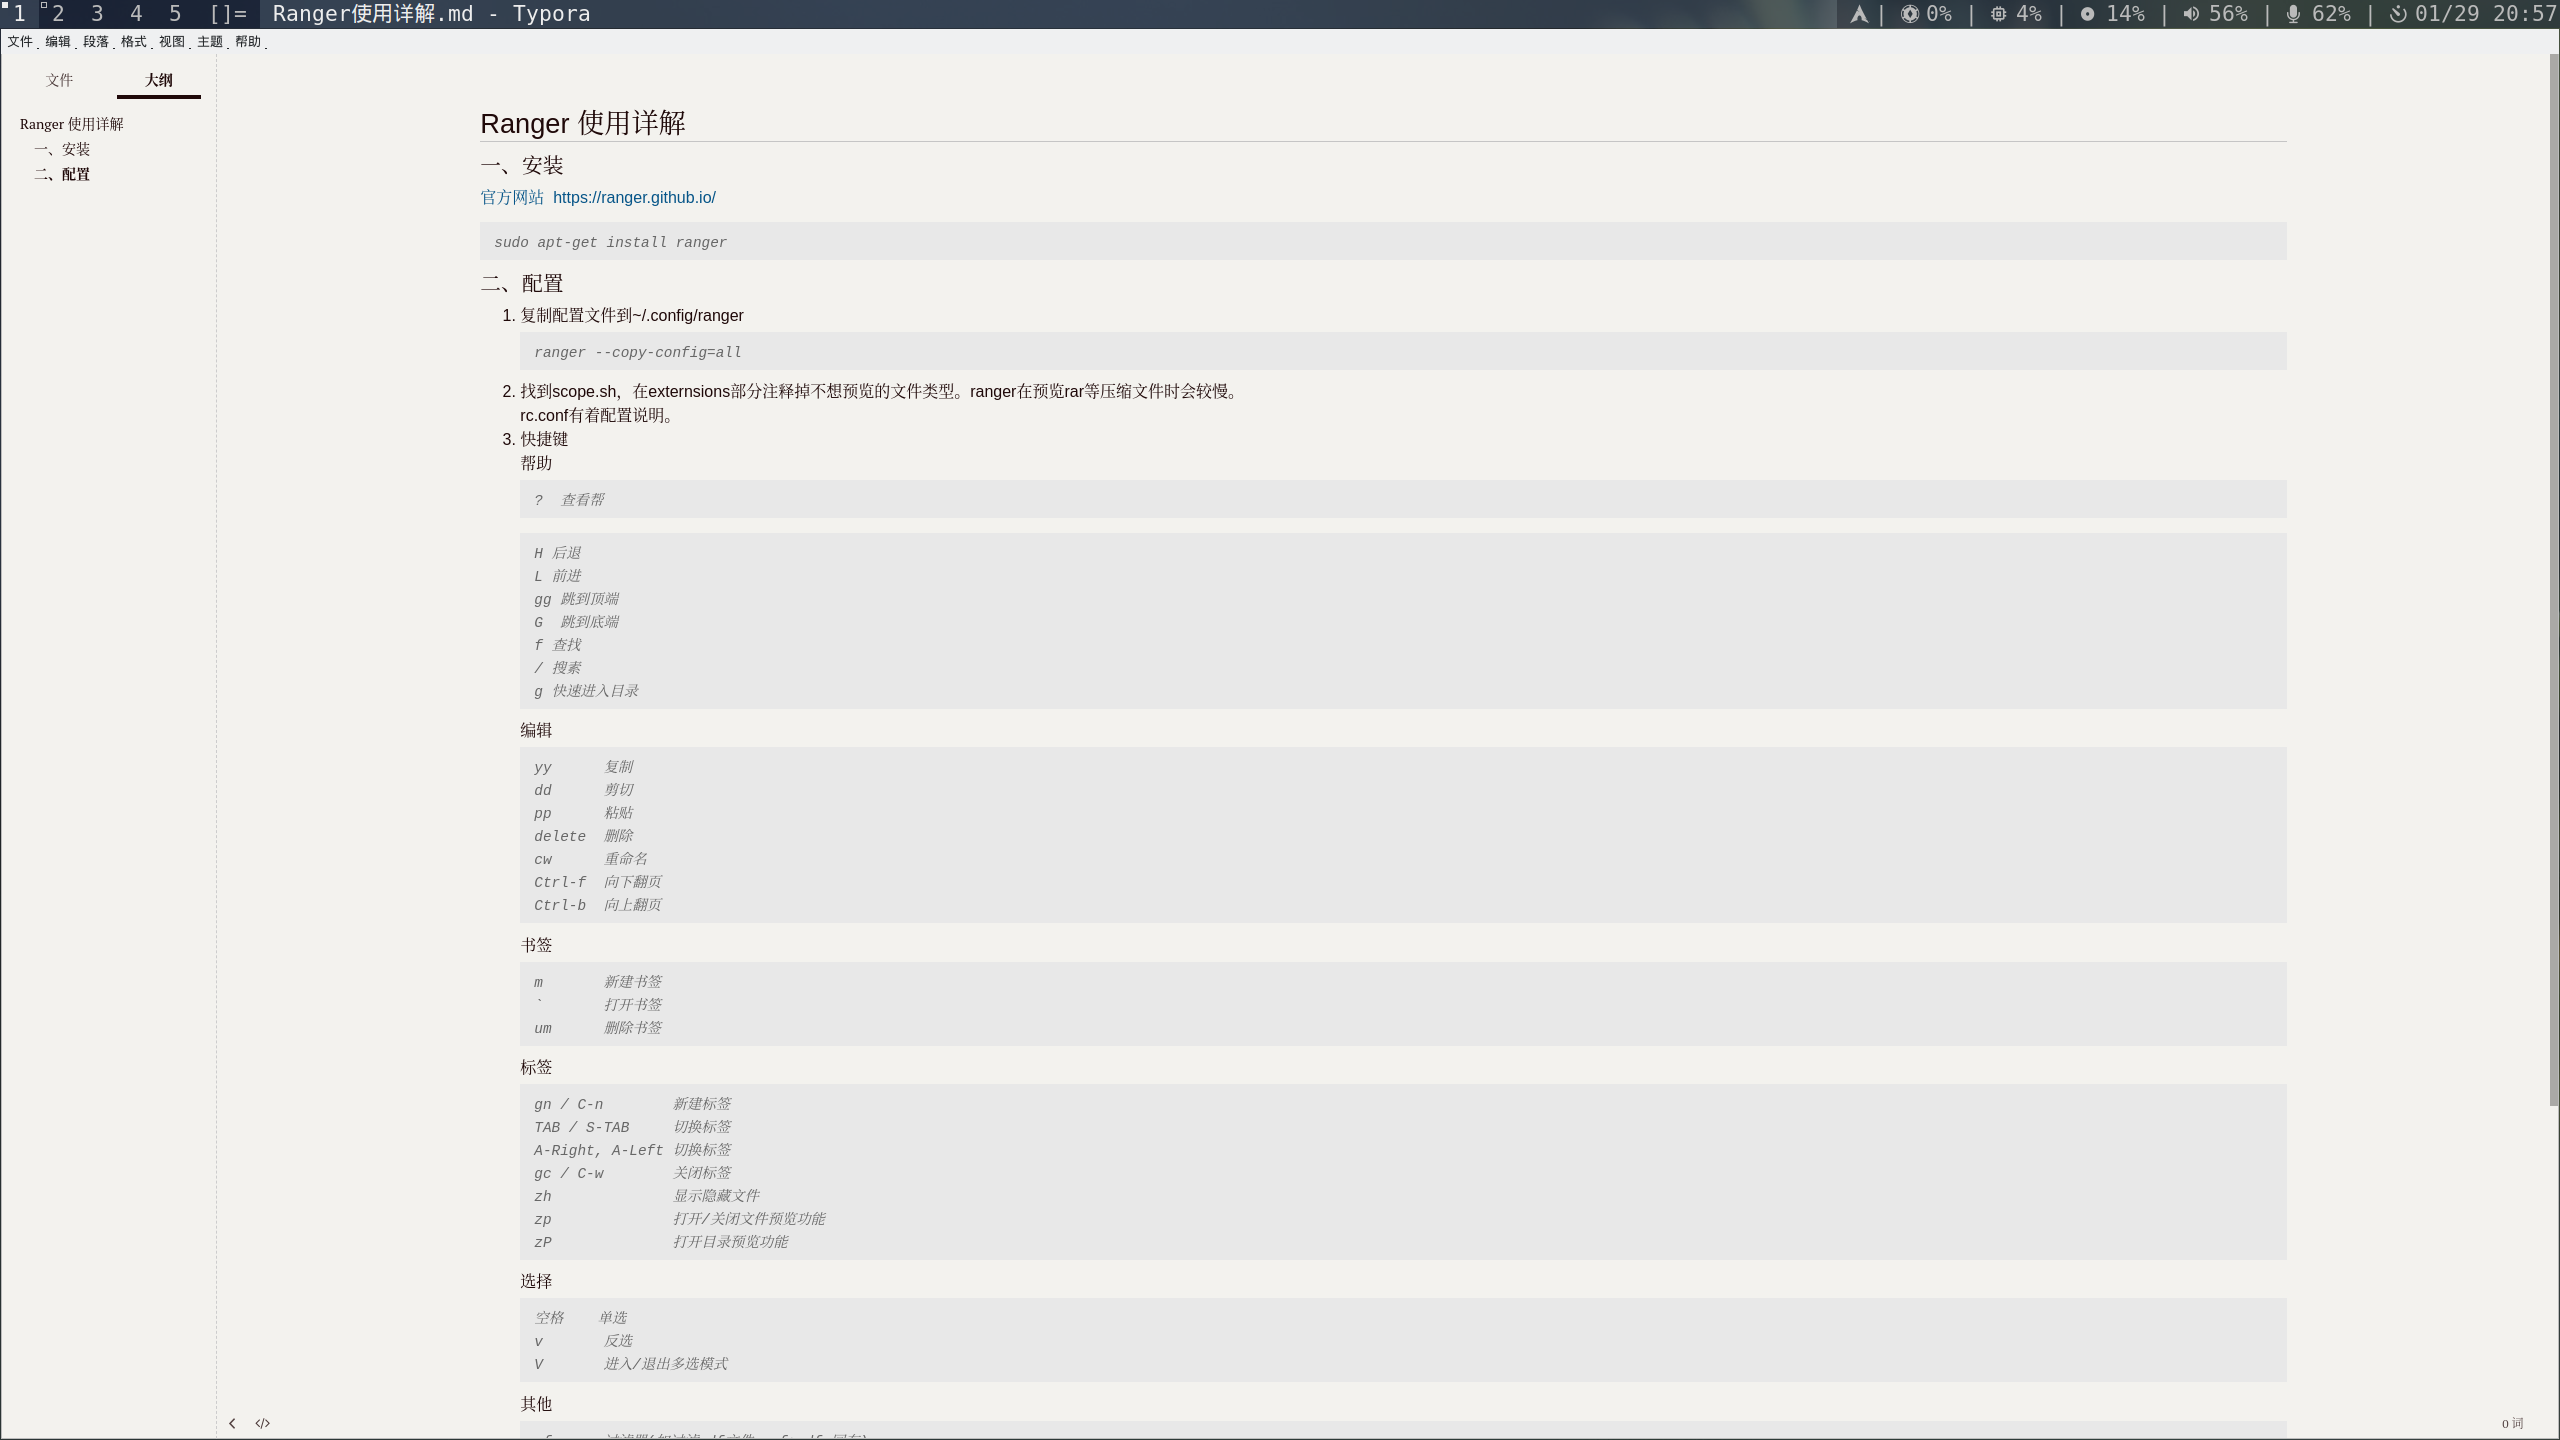 1 2 3 4 5 []= Ranger使用详解.md - Typora | 0% | 4% | 14% | 56% | 62% | 01/29 20:57
文件 编辑 段落 格式 视图 主题 帮助
文件 大纲
Ranger 使用详解
一、安装
二、配置
Ranger 使用详解
一、安装
官方网站 https://ranger.github.io/
sudo apt-get install ranger
二、配置
1. 复制配置文件到~/.config/ranger
ranger --copy-config=all
2. 找到scope.sh，在externsions部分注释掉不想预览的文件类型。ranger在预览rar等压缩文件时会较慢。
rc.conf有着配置说明。
3. 快捷键
帮助
? 查看帮
H 后退
L 前进
gg 跳到顶端
G 跳到底端
f 查找
/ 搜素
g 快速进入目录
编辑
yy 复制
dd 剪切
pp 粘贴
delete 删除
cw 重命名
Ctrl-f 向下翻页
Ctrl-b 向上翻页
书签
m 新建书签
` 打开书签
um 删除书签
标签
gn / C-n 新建标签
TAB / S-TAB 切换标签
A-Right, A-Left 切换标签
gc / C-w 关闭标签
zh 显示隐藏文件
zp 打开/关闭文件预览功能
zP 打开目录预览功能
选择
空格 单选
v 反选
V 进入/退出多选模式
其他
0 词